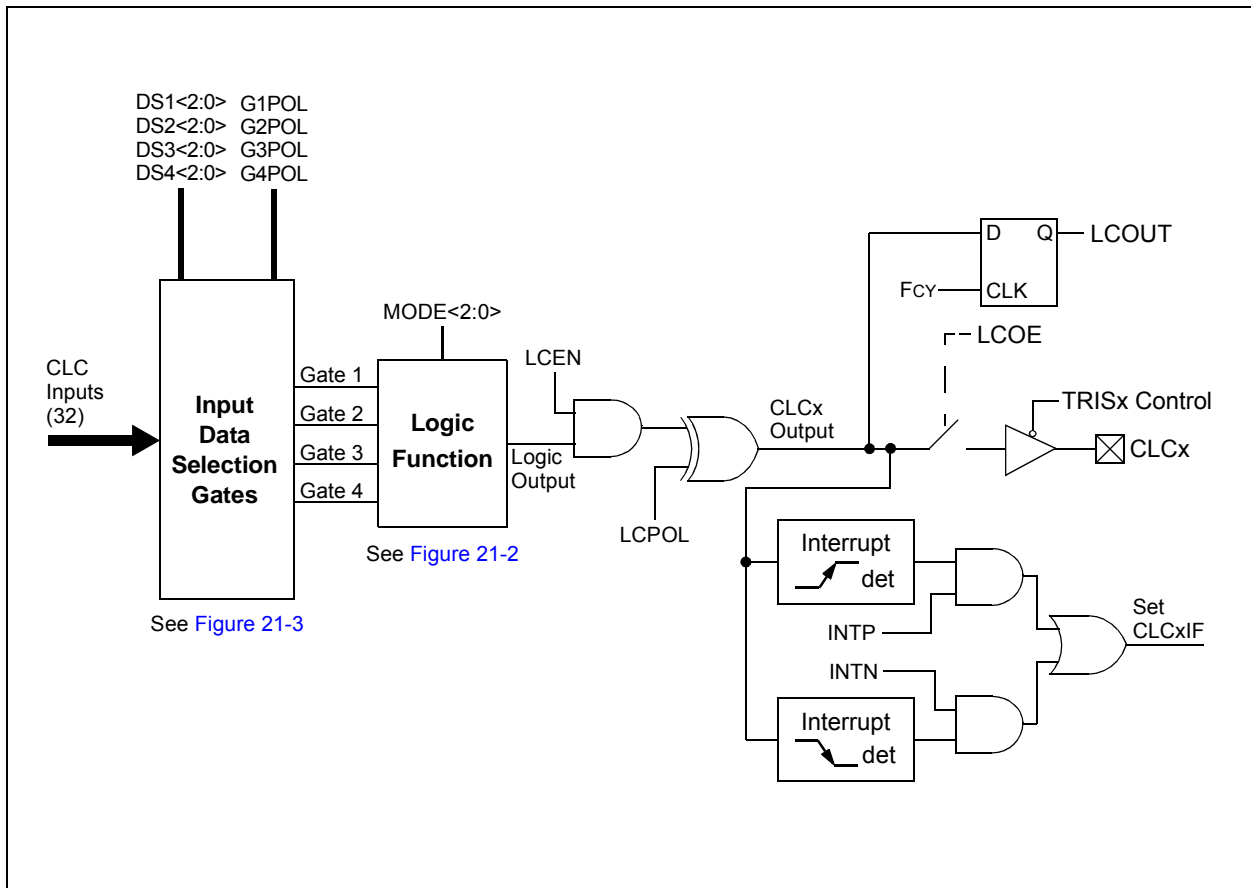 DS1<2:0> G1POL
DS2<2:0> G2POL
DS3<2:0> G3POL
DS4<2:0> G4POL
D Q LCOUT
FCY CLK
MODE<2:0>
LCOE
LCEN
CLC
Inputs
(32)
Input
Data
Selection
Gates
Gate 1
Gate 2
Gate 3
Gate 4
Logic
Function
Logic
Output
CLCx
Output
TRISx Control
CLCx
LCPOL
See Figure 21-2
See Figure 21-3
Interrupt
det
INTP
INTN
Set
CLCxIF
Interrupt
det